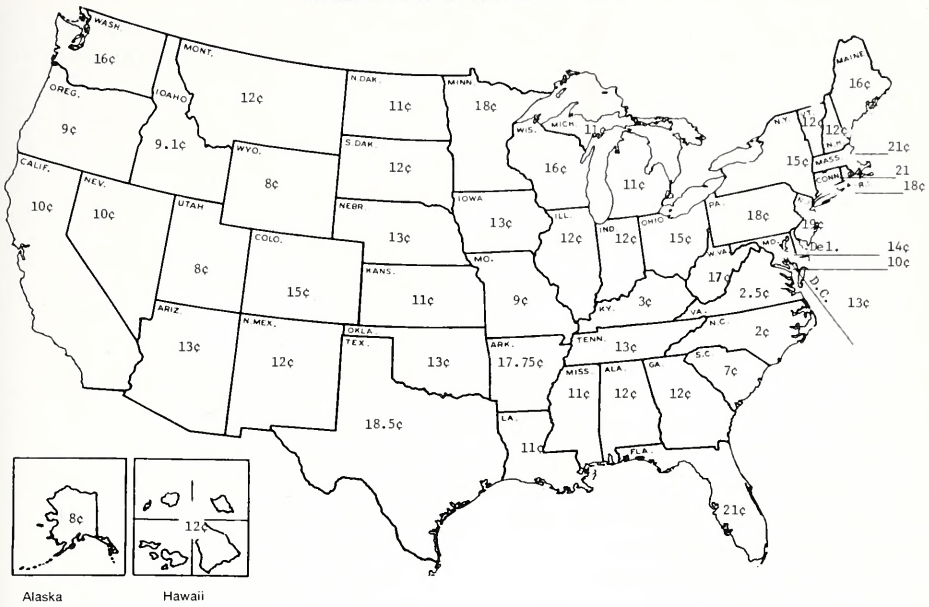 WASH.
16¢
MONT.
12¢
N.DAK.
11¢
MINN.
18¢
MAINE
16¢
OREG.
9¢
IDAHO
9.1¢
S.DAK.
12¢
WIS.
16¢
MICH.
11¢
11¢
N.Y.
15¢
VT.
12¢
12¢
N.H.
MASS.
21¢
CONN.
21
R.I.
18¢
WYO.
8¢
CALIF.
10¢
NEV.
10¢
UTAH
8¢
NEBR.
13¢
IOWA
13¢
ILL.
12¢
IND.
12¢
OHIO
15¢
PA.
18¢
N.J.
19¢
MD.
Del.
14¢
10¢
D.C.
13¢
COLO.
15¢
KANS.
11¢
MO.
9¢
KY.
3¢
W.VA.
17¢
VA.
2.5¢
ARIZ.
13¢
N.MEX.
12¢
OKLA.
13¢
TEX.
18.5¢
ARK.
17.75¢
TENN.
13¢
N.C.
2¢
S.C.
7¢
MISS.
11¢
ALA.
12¢
GA.
12¢
LA.
11¢
FLA.
21¢
8¢
Alaska
12¢
Hawaii